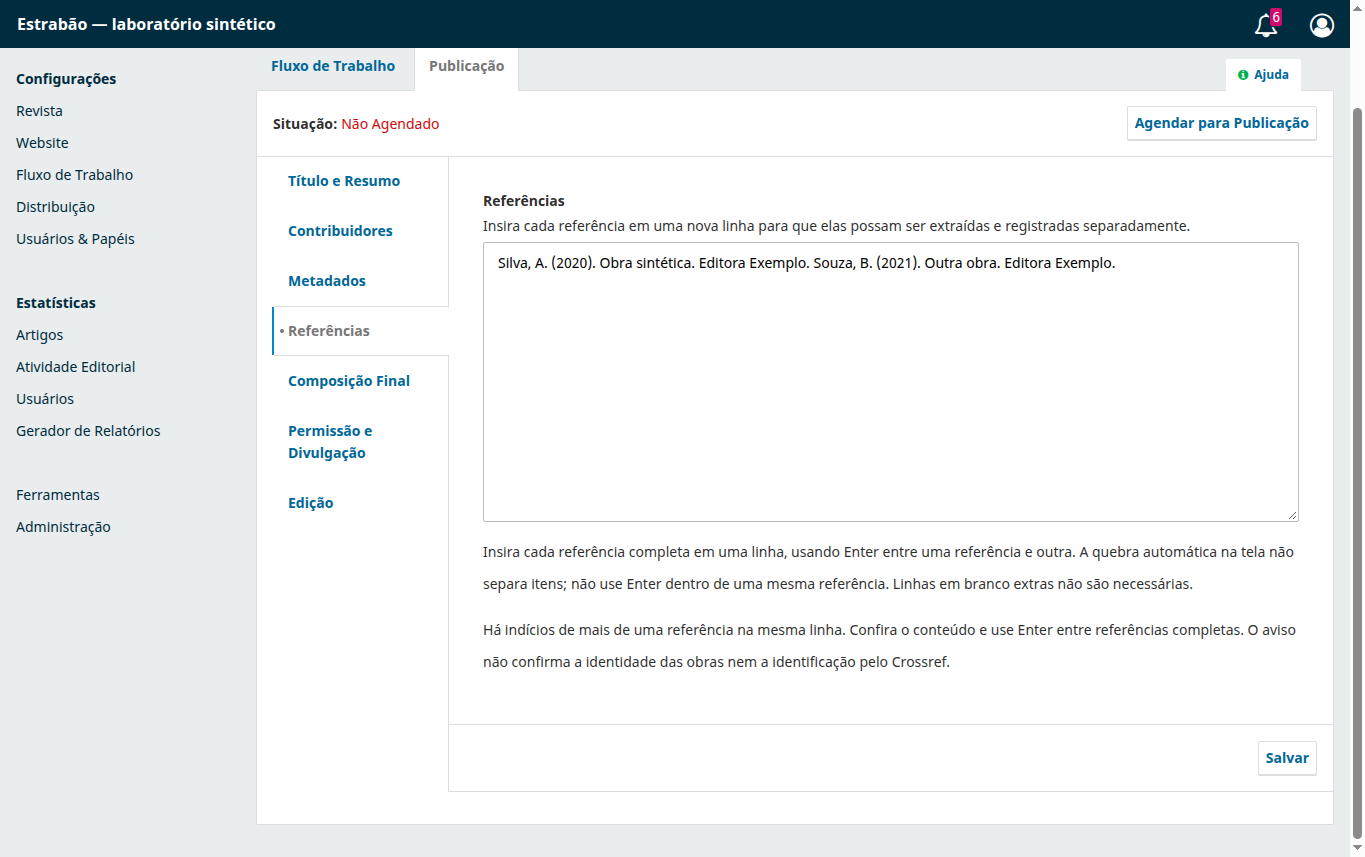 Estrabão — laboratório sintético
6
Configurações
Revista
Website
Fluxo de Trabalho
Distribuição
Usuários & Papéis
Estatísticas
Artigos
Atividade Editorial
Usuários
Gerador de Relatórios
Ferramentas
Administração
Fluxo de Trabalho
Publicação
Ajuda
Situação: Não Agendado
Agendar para Publicação
Título e Resumo
Contribuidores
Metadados
• Referências
Composição Final
Permissão e
Divulgação
Edição
Referências
Insira cada referência em uma nova linha para que elas possam ser extraídas e registradas separadamente.
Silva, A. (2020). Obra sintética. Editora Exemplo. Souza, B. (2021). Outra obra. Editora Exemplo.
Insira cada referência completa em uma linha, usando Enter entre uma referência e outra. A quebra automática na tela não
separa itens; não use Enter dentro de uma mesma referência. Linhas em branco extras não são necessárias.
Há indícios de mais de uma referência na mesma linha. Confira o conteúdo e use Enter entre referências completas. O aviso
não confirma a identidade das obras nem a identificação pelo Crossref.
Salvar